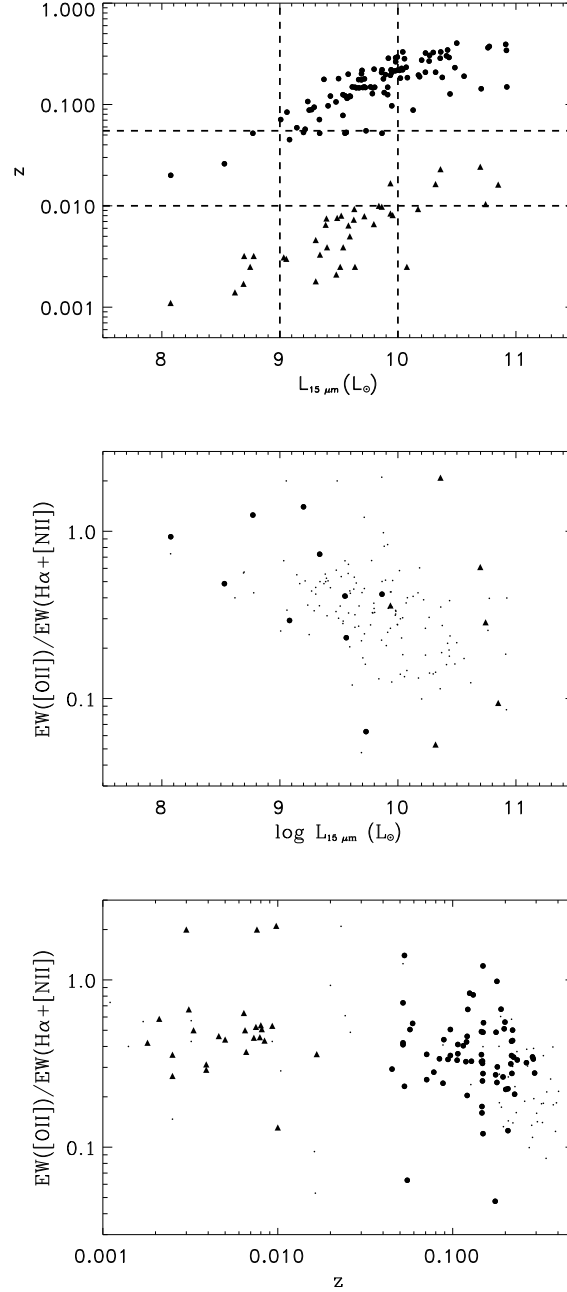 1.000
0.100
0.010
0.001
z
8 9 10 11
L15 μm (L⊙)
1.0
0.1
EW([OII])/EW(Hα+[NII])
8 9 10 11
log L15 μm (L⊙)
1.0
0.1
EW([OII])/EW(Hα+[NII])
0.001 0.010 0.100
z